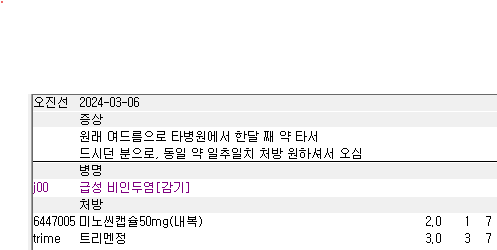 오진선 2024-03-06
증상
원래 여드름으로 타병원에서 한달 째 약 타서
드시던 분으로, 동일 약 일추일치 처방 원하셔서 오심
병명
j00 급성 비인두염[감기]
처방
6447005 미노씬캡슐50mg(내복) 2,0 1 7
trime 트리멘정 3,0 3 7